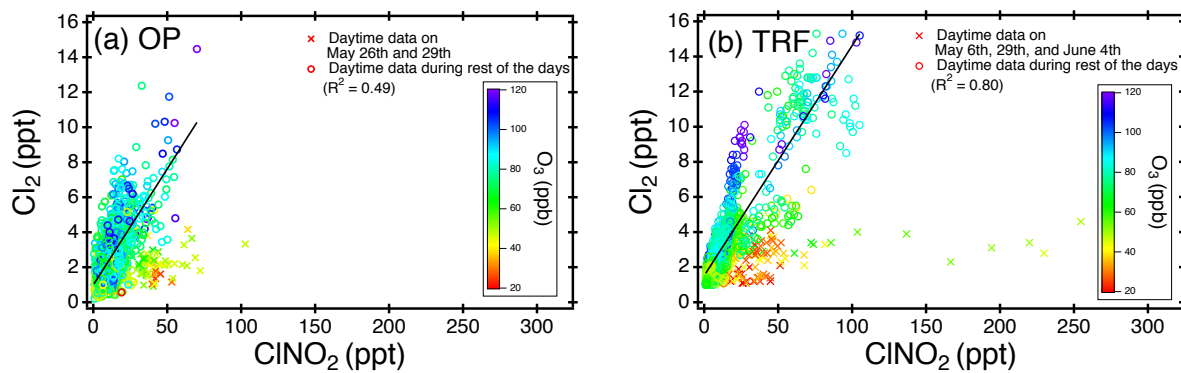 (a) OP
× Daytime data on
May 26th and 29th
○ Daytime data during rest of the days
(R² = 0.49)
16
14
12
10
8
6
4
2
0
Cl₂ (ppt)
0 50 100 150 200 250 300
ClNO₂ (ppt)
120
100
80
60
40
20
O₃ (ppb)
(b) TRF
× Daytime data on
May 6th, 29th, and June 4th
○ Daytime data during rest of the days
(R² = 0.80)
16
14
12
10
8
6
4
2
0
Cl₂ (ppt)
0 50 100 150 200 250 300
ClNO₂ (ppt)
120
100
80
60
40
20
O₃ (ppb)